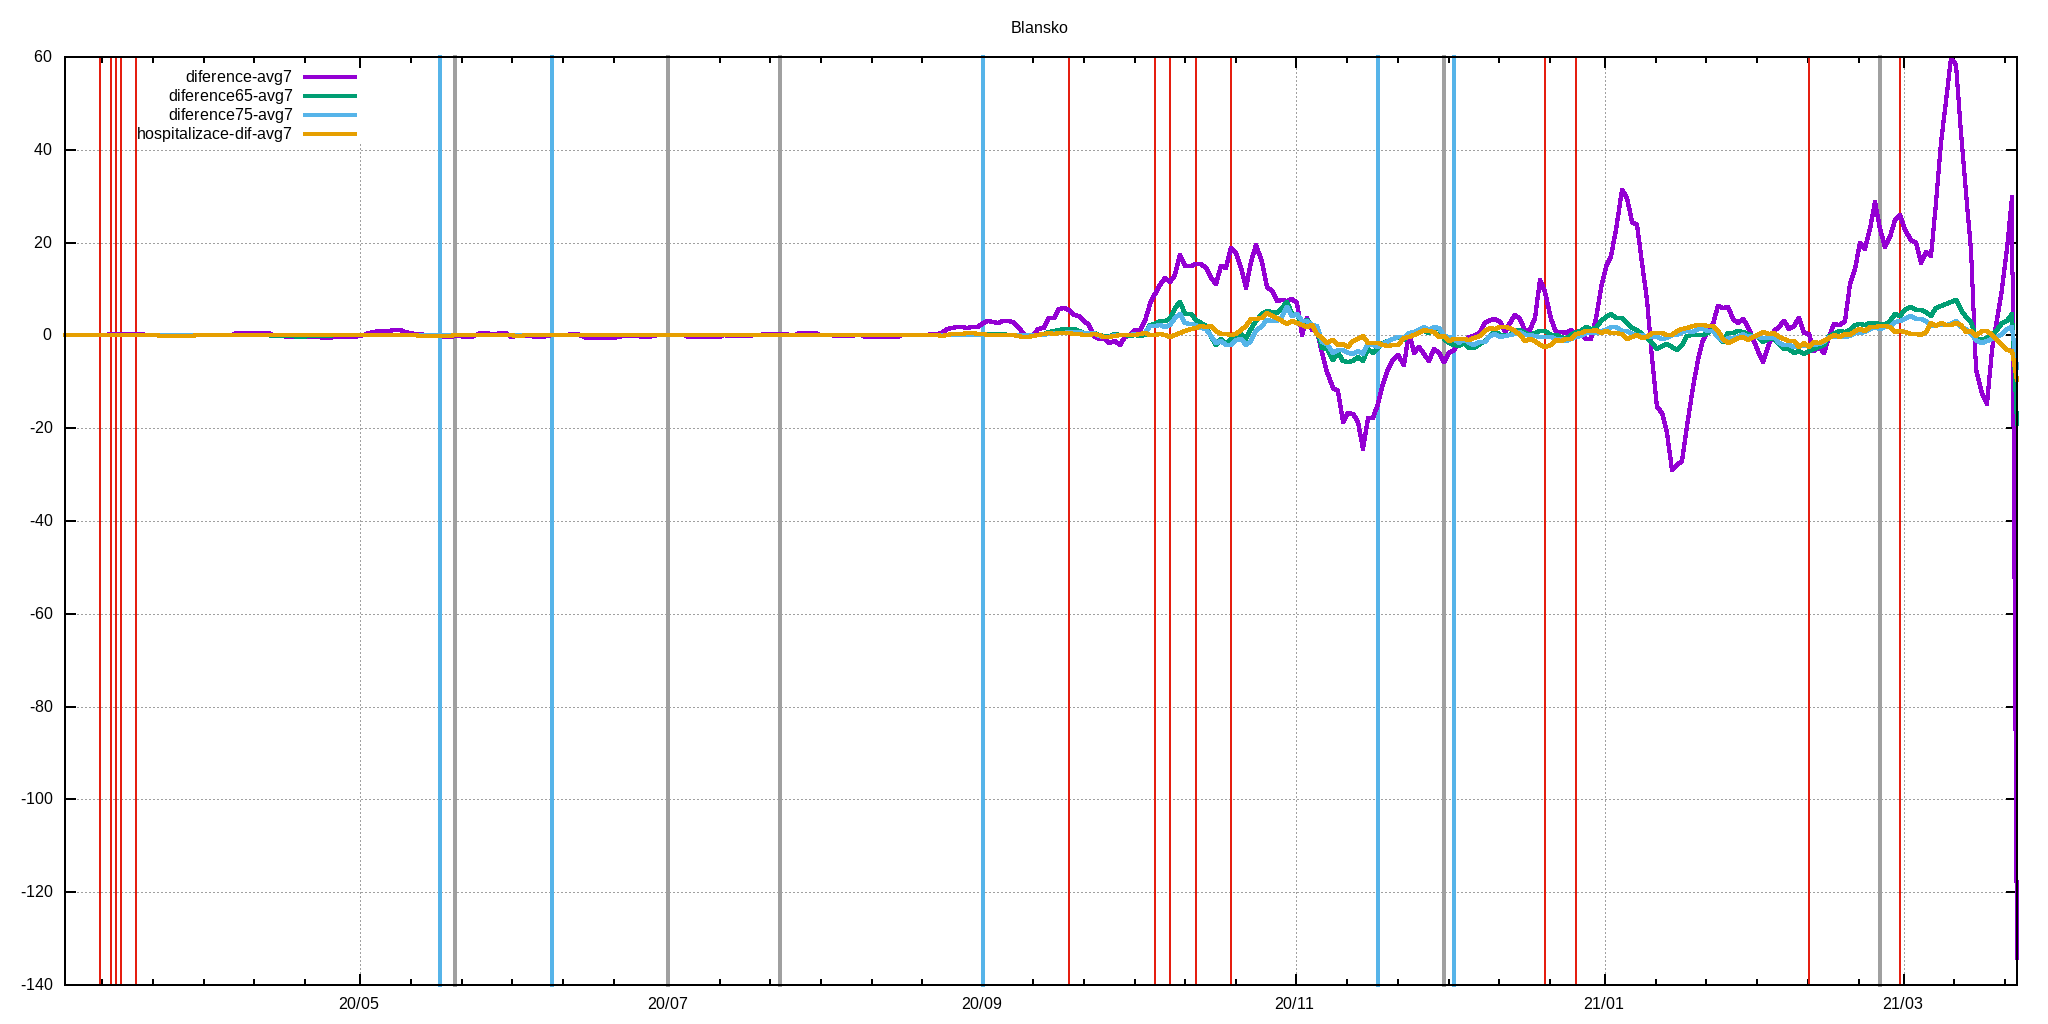 Blansko
diference-avg7
diference65-avg7
diference75-avg7
hospitalizace-dif-avg7
60
40
20
0
-20
-40
-60
-80
-100
-120
-140
20/05 20/07 20/09 20/11 21/01 21/03